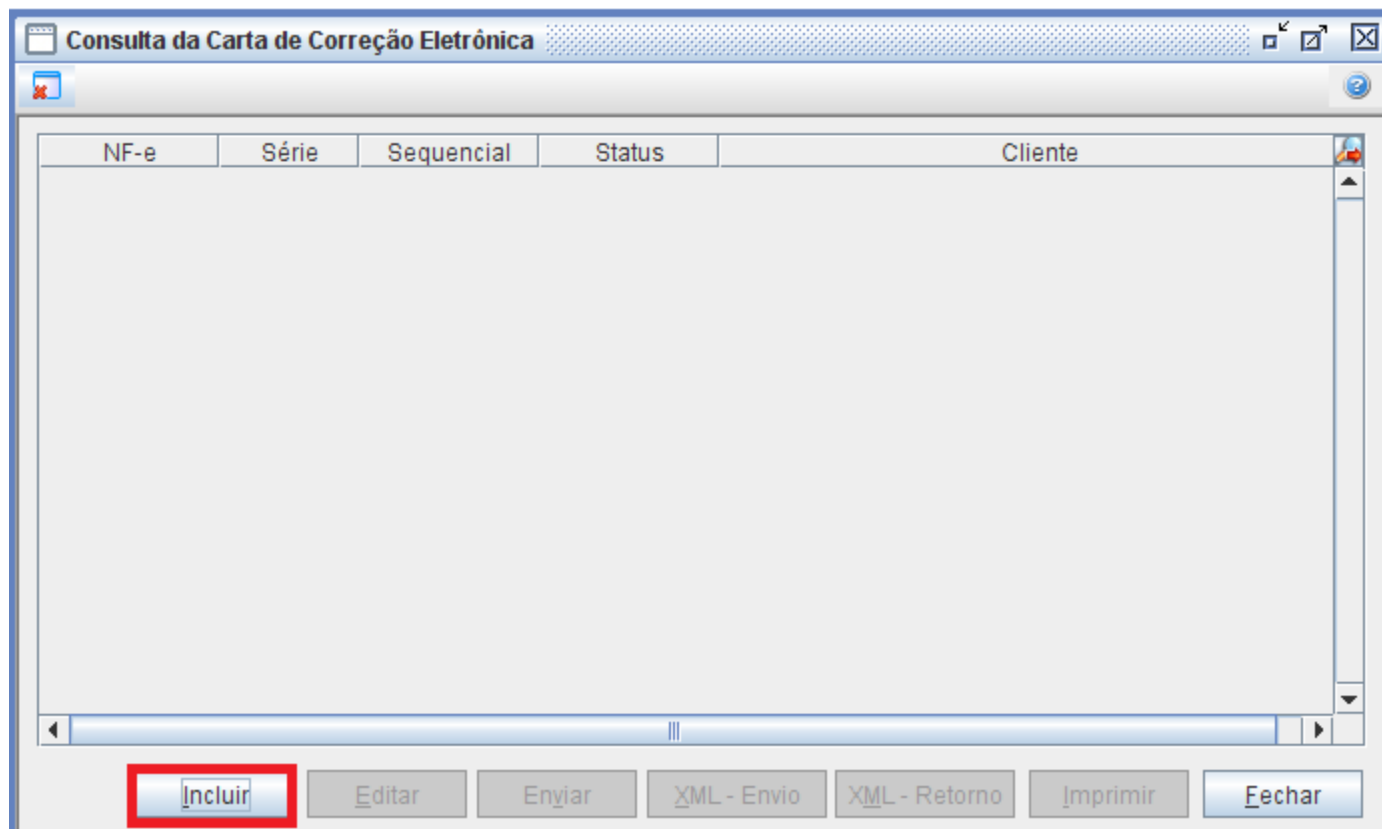 Consulta da Carta de Correção Eletrônica
NF-e Série Sequencial Status Cliente
Incluir Editar Enviar XML - Envio XML - Retorno Imprimir Fechar